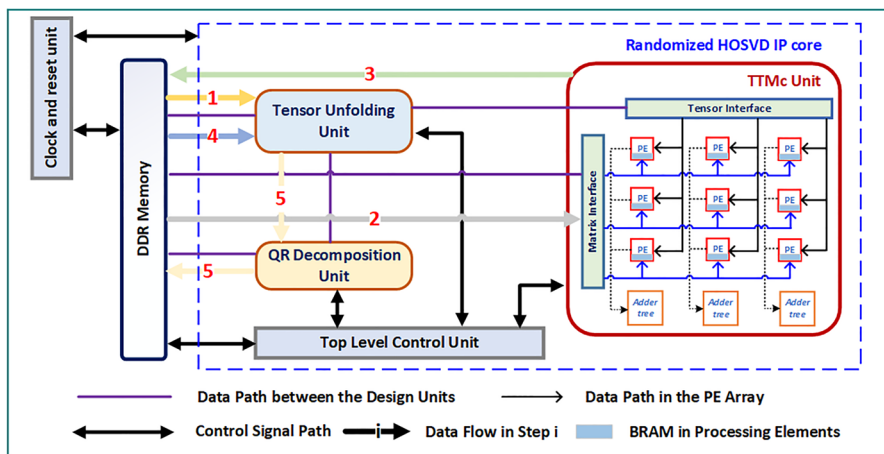 Clock and reset unit
DDR Memory
Randomized HOSVD IP core
3
TTMc Unit
1
Tensor Unfolding
Unit
Tensor Interface
4
PE PE PE
5
Matrix Interface
PE PE PE
2
QR Decomposition
Unit
PE PE PE
5
Adder
tree
Adder
tree
Adder
tree
Top Level Control Unit
Data Path between the Design Units
Data Path in the PE Array
Control Signal Path
i
Data Flow in Step i
BRAM in Processing Elements